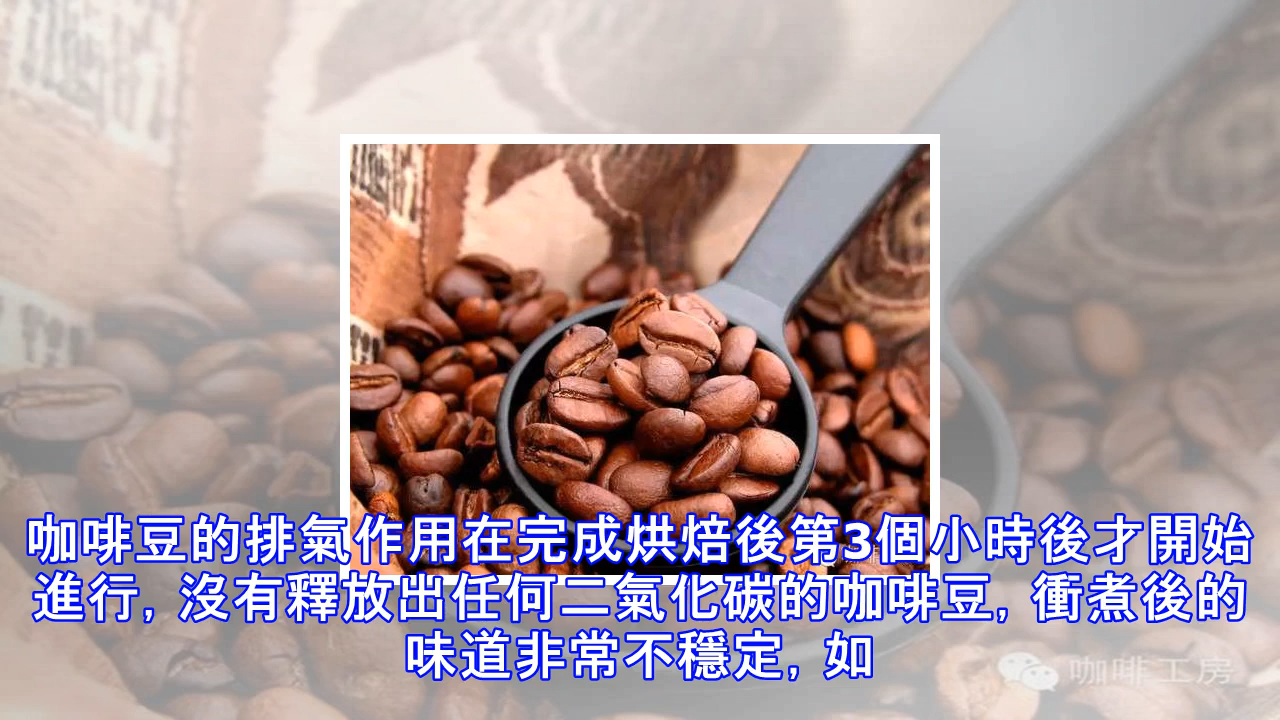 咖啡豆的排氣作用在完成烘焙後第3個小時後才開始
進行, 沒有釋放出任何二氧化碳的咖啡豆, 衝煮後的
味道非常不穩定, 如
咖啡工房